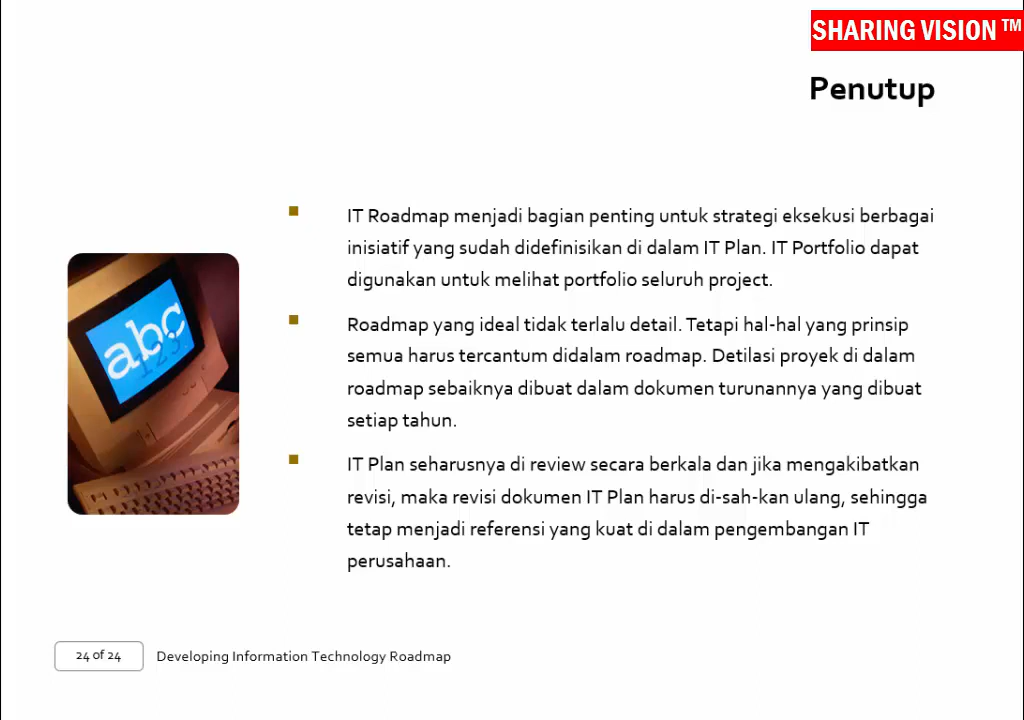 SHARING VISION ™
Penutup
IT Roadmap menjadi bagian penting untuk strategi eksekusi berbagai
inisiatif yang sudah didefinisikan di dalam IT Plan. IT Portfolio dapat
digunakan untuk melihat portfolio seluruh project.
Roadmap yang ideal tidak terlalu detail. Tetapi hal-hal yang prinsip
semua harus tercantum didalam roadmap. Detilasi proyek di dalam
roadmap sebaiknya dibuat dalam dokumen turunannya yang dibuat
setiap tahun.
IT Plan seharusnya di review secara berkala dan jika mengakibatkan
revisi, maka revisi dokumen IT Plan harus di-sah-kan ulang, sehingga
tetap menjadi referensi yang kuat di dalam pengembangan IT
perusahaan.
abc
123
24 of 24
Developing Information Technology Roadmap